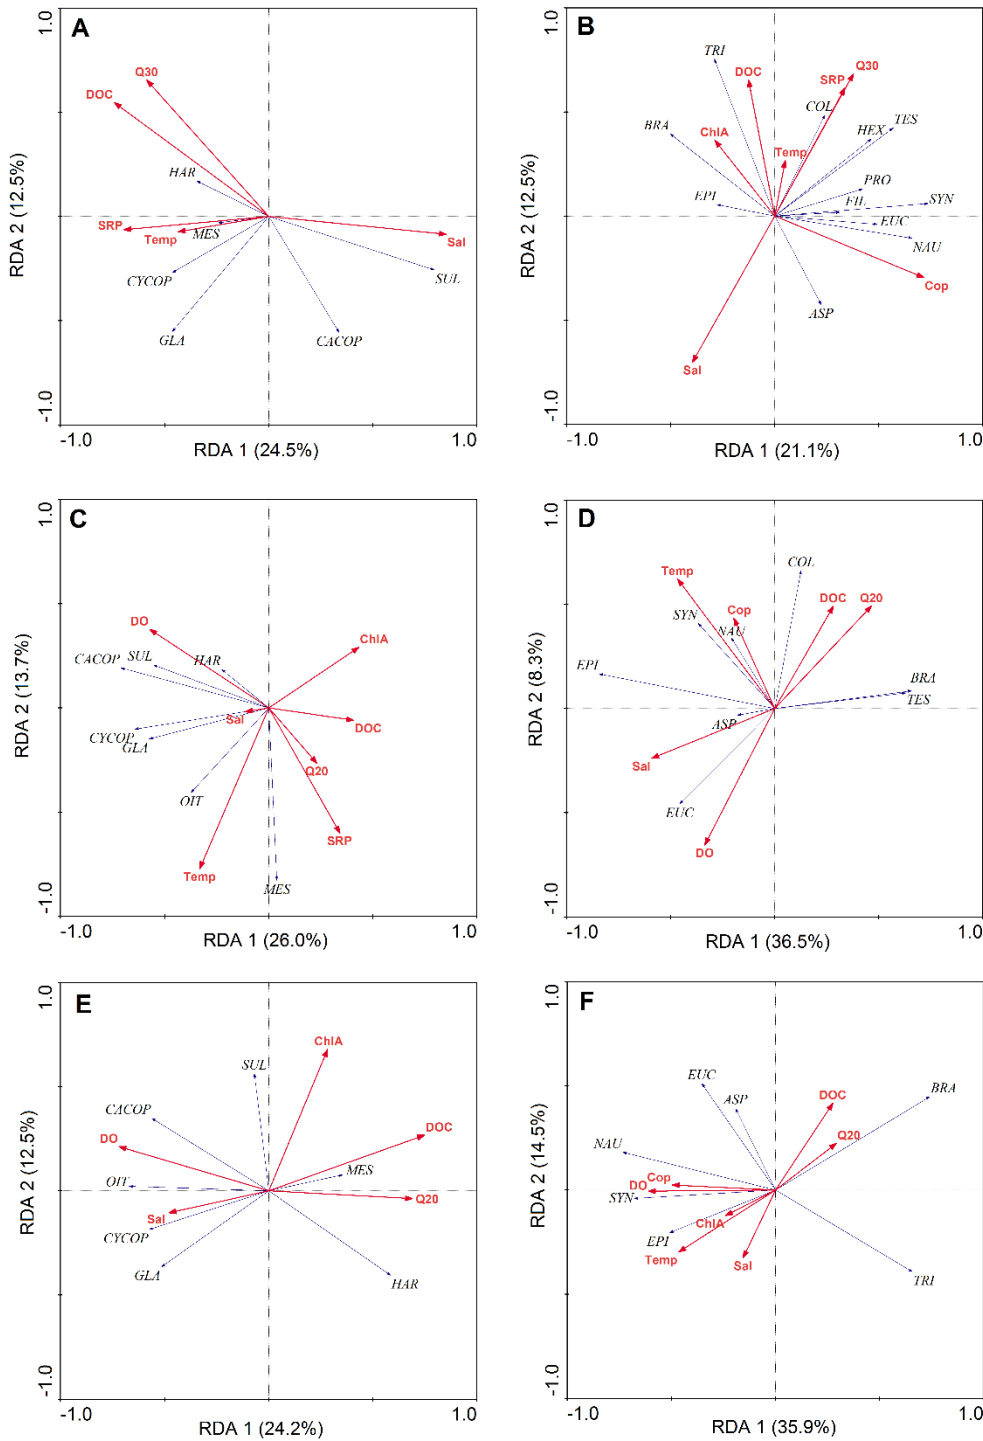 A
1.0
Q30
DOC
HAR
SRP
Temp
MES
Sal
CYCOP
SUL
GLA
CACOP
RDA 2 (12.5%)
-1.0
-1.0
1.0
RDA 1 (24.5%)
B
1.0
TRI
DOC
Q30
SRP
COL
BRA
ChlA
HEX
TES
Temp
PRO
EPI
FIL
SYN
EUC
NAU
Cop
ASP
Sal
RDA 2 (12.5%)
-1.0
-1.0
1.0
RDA 1 (21.1%)
C
1.0
DO
ChlA
CACOP
SUL
HAR
Sal
DOC
CYCOP
GLA
Q20
OIT
SRP
Temp
MES
RDA 2 (13.7%)
-1.0
-1.0
1.0
RDA 1 (26.0%)
D
1.0
COL
Temp
DOC
Q20
Cop
SYN
NAU
EPI
BRA
TES
ASP
Sal
EUC
DO
RDA 2 (8.3%)
-1.0
-1.0
1.0
RDA 1 (36.5%)
E
1.0
ChlA
SUL
CACOP
DOC
DO
MES
OIT
Q20
Sal
CYCOP
GLA
HAR
RDA 2 (12.5%)
-1.0
-1.0
1.0
RDA 1 (24.2%)
F
1.0
EUC
ASP
DOC
BRA
Q20
NAU
Cop
DO
SYN
ChlA
EPI
Temp
Sal
TRI
RDA 2 (14.5%)
-1.0
-1.0
1.0
RDA 1 (35.9%)